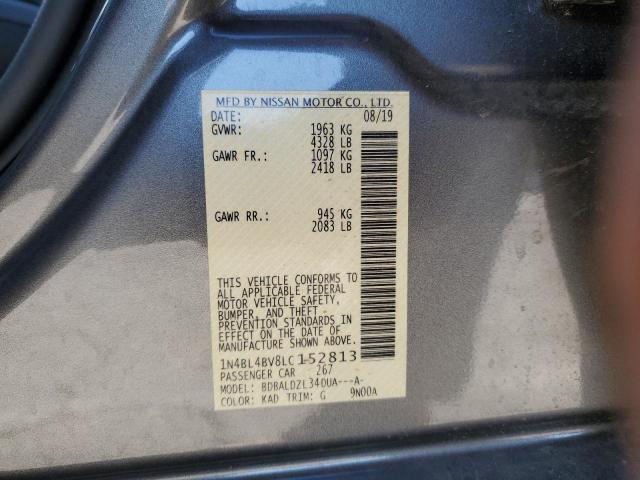 MFD BY NISSAN MOTOR CO., LTD.
DATE: 08/19
GVWR: 1963 KG
4328 LB
GAWR FR.: 1097 KG
2418 LB
GAWR RR.: 945 KG
2083 LB
THIS VEHICLE CONFORMS TO
ALL APPLICABLE FEDERAL
MOTOR VEHICLE SAFETY,
BUMPER, AND THEFT
PREVENTION STANDARDS IN
EFFECT ON THE DATE OF
MANUFACTURE SHOWN ABOVE.
1N4BL4BV8LC152813
PASSENGER CAR 267
MODEL: BDBALDZL340UA---A-
COLOR: KAD TRIM: G 9N00A